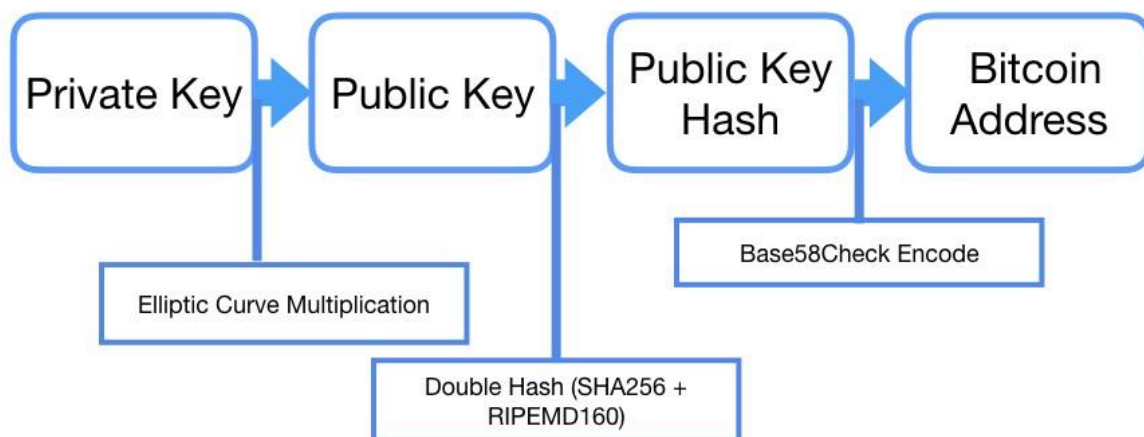 Private Key
Public Key
Public Key
Hash
Bitcoin
Address
Base58Check Encode
Elliptic Curve Multiplication
Double Hash (SHA256 +
RIPEMD160)